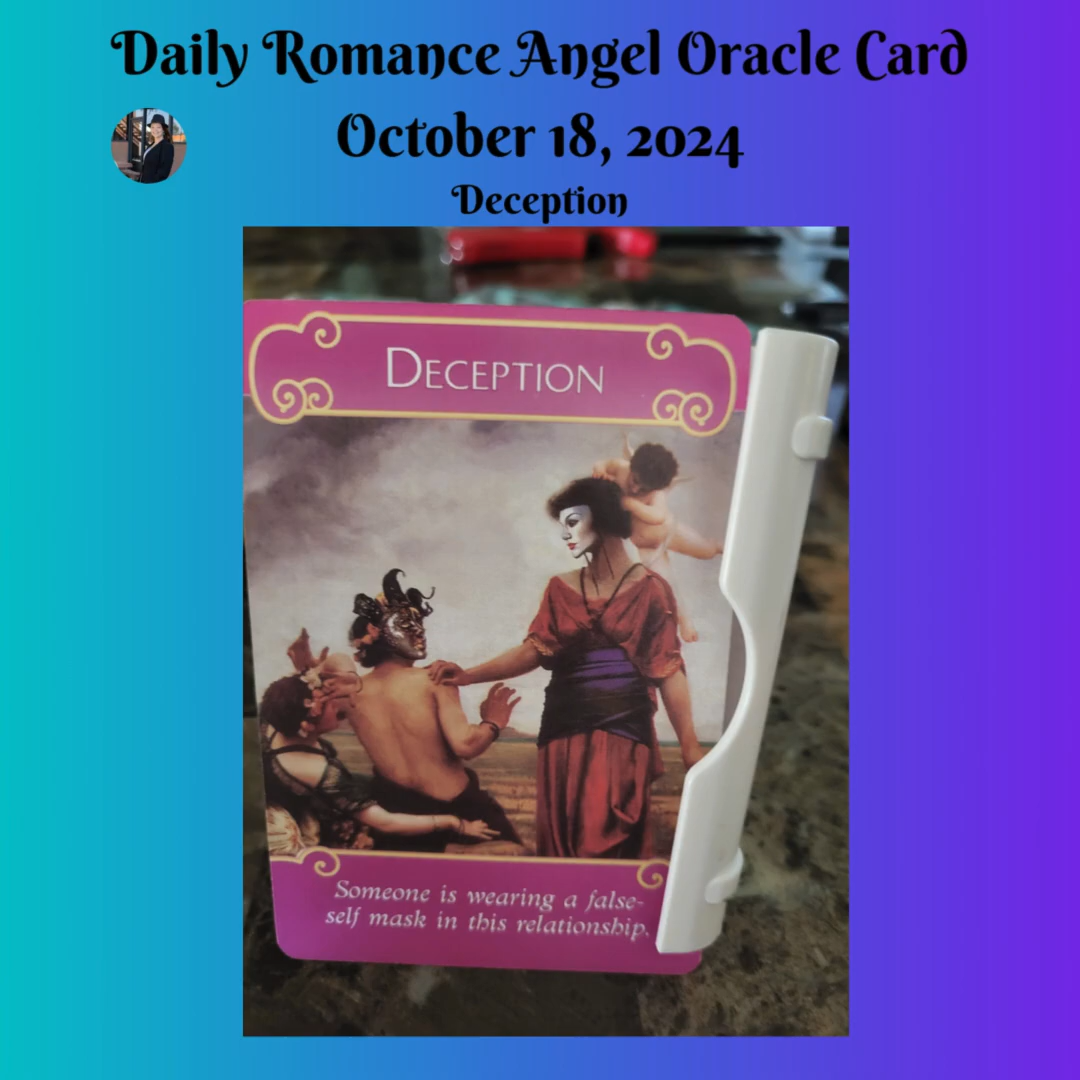 Daily Romance Angel Oracle Card
October 18, 2024
Deception
DECEPTION
Someone is wearing a false-
self mask in this relationship.